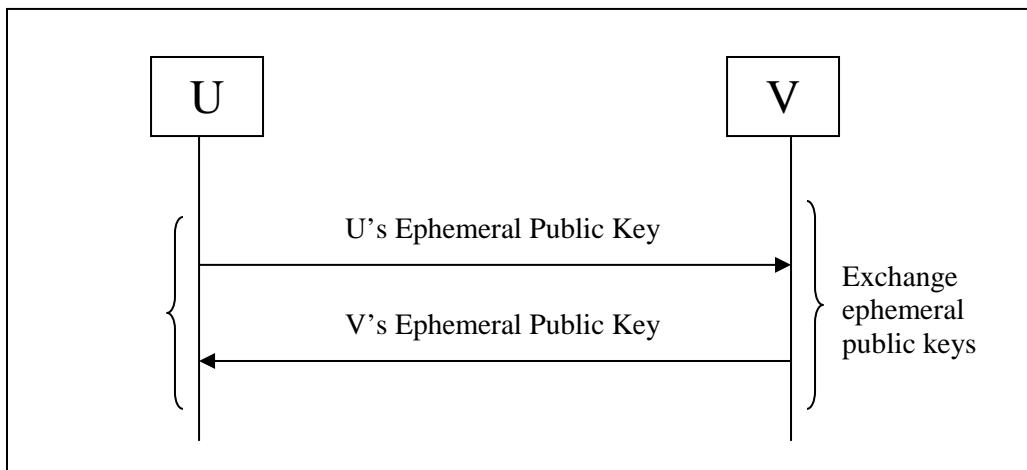 U
V
U’s Ephemeral Public Key
V’s Ephemeral Public Key
Exchange
ephemeral
public keys